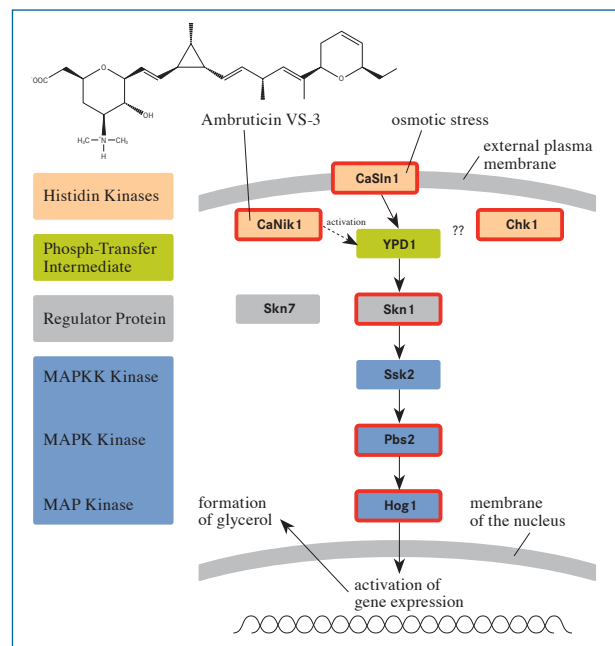 ⁻OOC
O
OH
H₃C
N⁺
CH₃
H
O
Ambruticin VS-3
osmotic stress
external plasma
membrane
CaSln1
Histidin Kinases
CaNik1
activation
??
Chk1
YPD1
Phosph-Transfer
Intermediate
Regulator Protein
Skn7
Skn1
MAPKK Kinase
Ssk2
MAPK Kinase
Pbs2
MAP Kinase
formation
of glycerol
Hog1
membrane
of the nucleus
activation of
gene expression